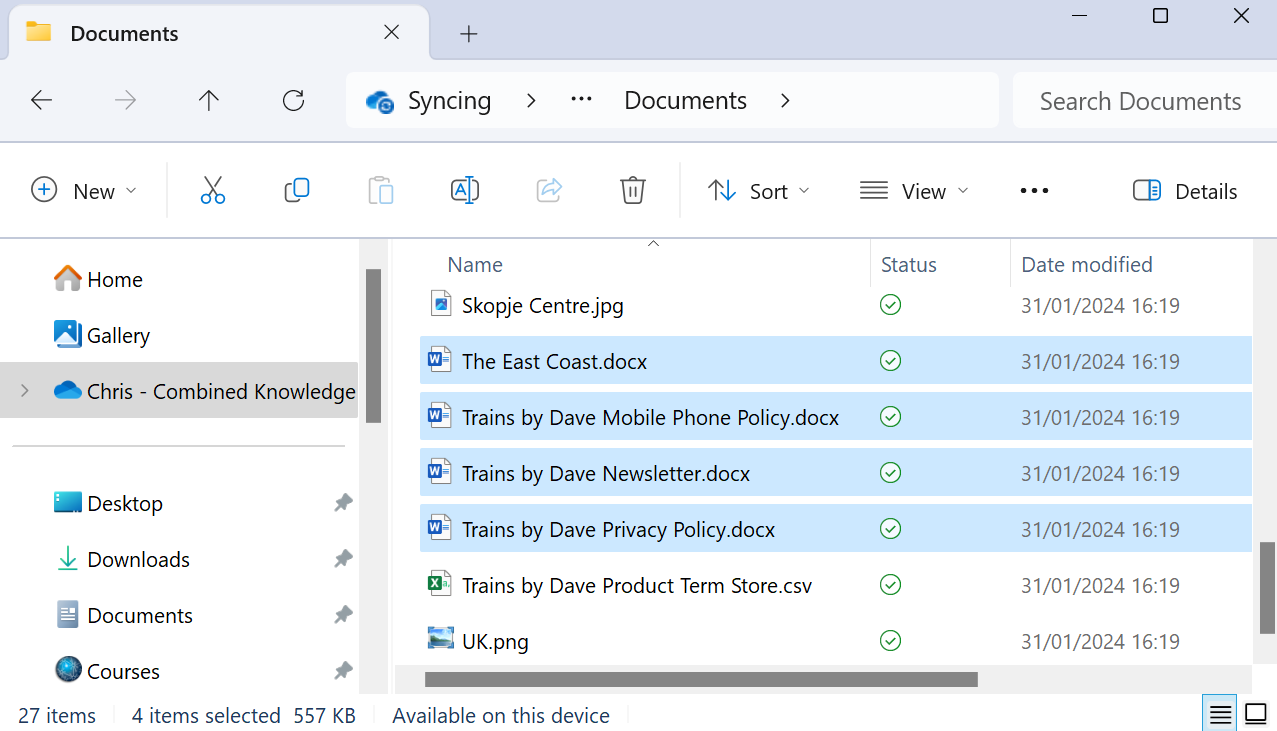 Documents
Syncing > ... Documents >
Search Documents
New
Sort
View
Details
Home
Gallery
Chris - Combined Knowledge
Desktop
Downloads
Documents
Courses
Name Status Date modified
Skopje Centre.jpg 31/01/2024 16:19
The East Coast.docx 31/01/2024 16:19
Trains by Dave Mobile Phone Policy.docx 31/01/2024 16:19
Trains by Dave Newsletter.docx 31/01/2024 16:19
Trains by Dave Privacy Policy.docx 31/01/2024 16:19
Trains by Dave Product Term Store.csv 31/01/2024 16:19
UK.png 31/01/2024 16:19
27 items 4 items selected 557 KB Available on this device